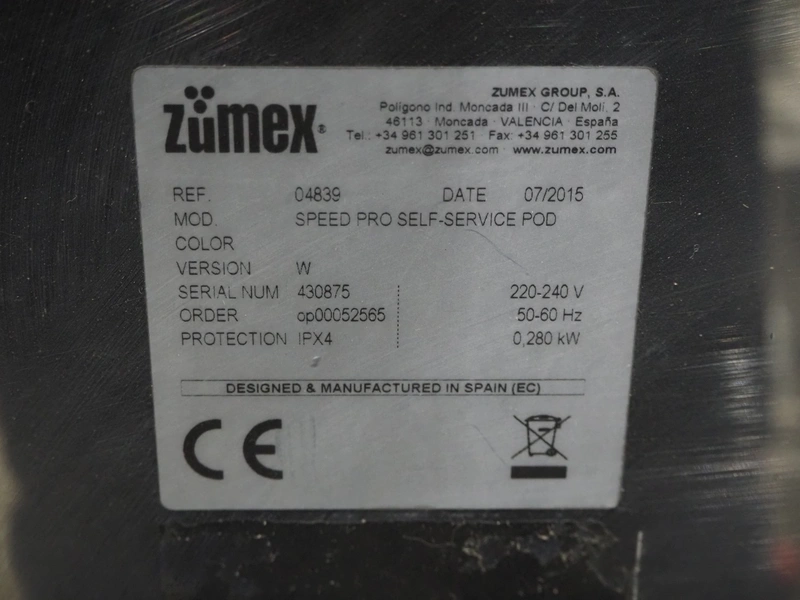 zümex®
ZUMEX GROUP, S.A.
Polígono Ind. Moncada III · C/ Del Molí, 2
46113 · Moncada · VALENCIA · España
Tel.: +34 961 301 251 Fax: +34 961 301 255
zumex@zumex.com · www.zumex.com
REF. 04839 DATE 07/2015
MOD. SPEED PRO SELF-SERVICE POD
COLOR
VERSION W
SERIAL NUM 430875 220-240 V
ORDER op00052565 50-60 Hz
PROTECTION IPX4 0,280 kW
DESIGNED & MANUFACTURED IN SPAIN (EC)
CE